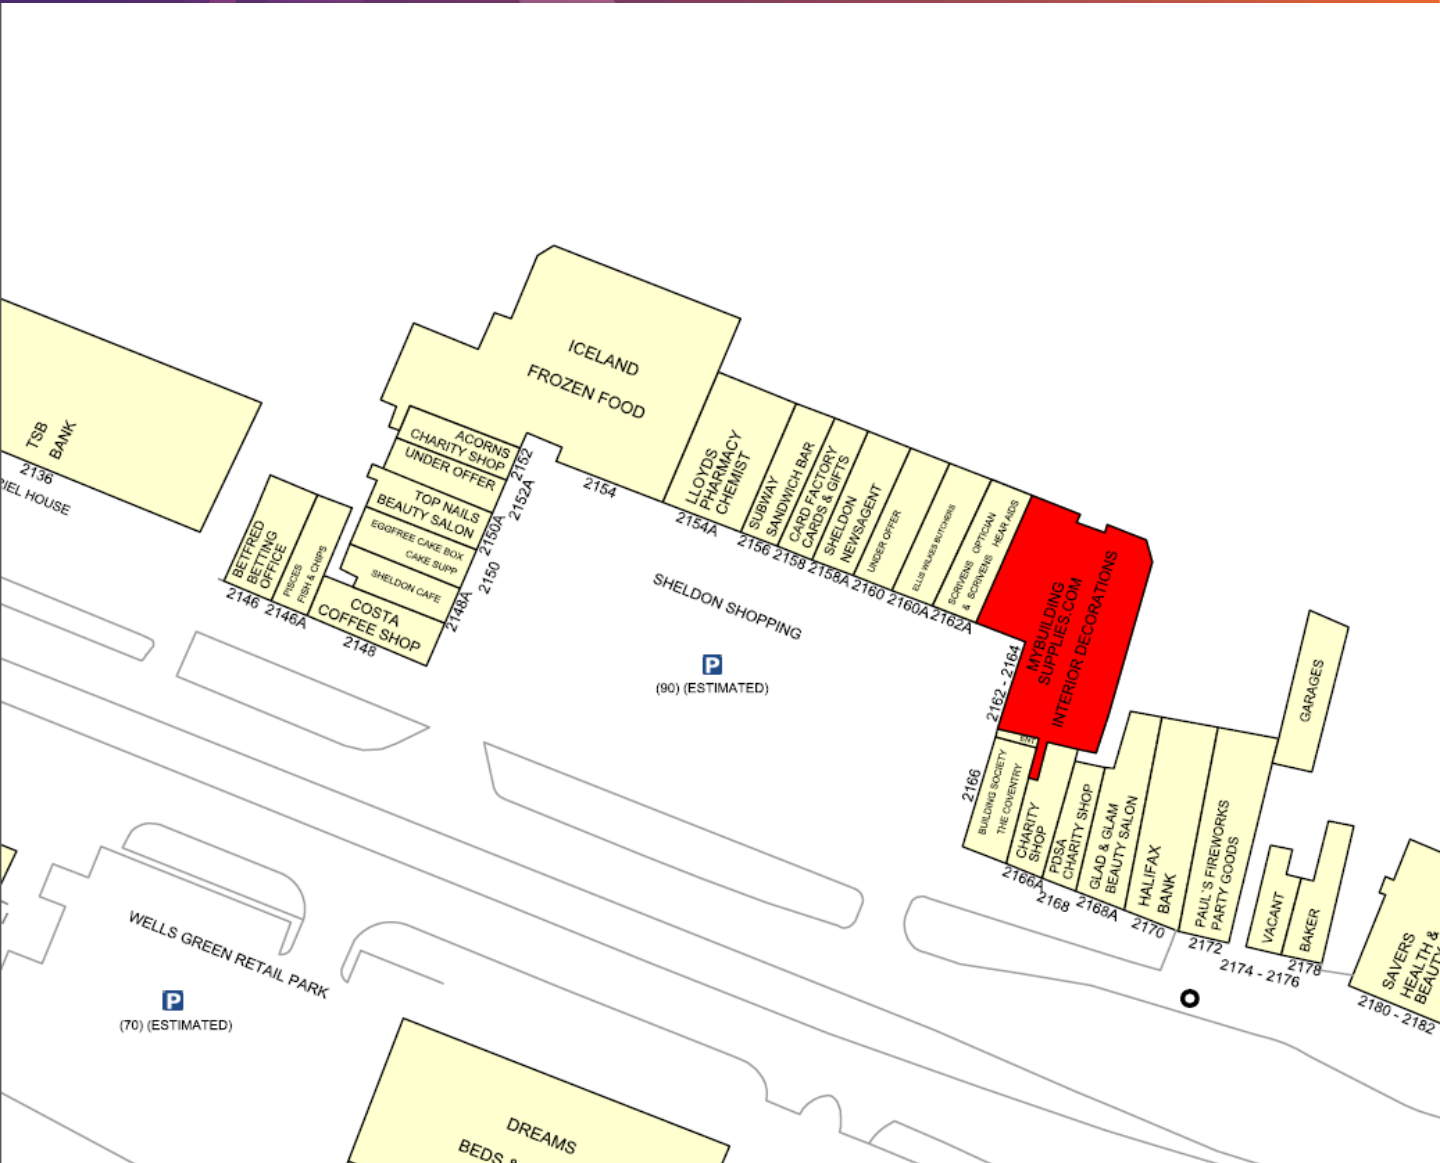 ICELAND
FROZEN FOOD
2154
TSB
BANK
2136
RIEL HOUSE
BETFRED
BETTING
OFFICE
2146
PISCES
FISH & CHIPS
2146A
COSTA
COFFEE SHOP
2148
ACORNS
CHARITY SHOP
2152
UNDER OFFER
2152A
TOP NAILS
BEAUTY SALON
2150A
EGGFREE CAKE BOX
CAKE SUPP
2150
SHELDON CAFE
2148A
LLOYDS
PHARMACY
CHEMIST
2154A
SUBWAY
SANDWICH BAR
2156
CARD FACTORY
CARDS & GIFTS
2158
SHELDON
NEWSAGENT
2158A
UNDER OFFER
2160
ELLIS WILKES BUTCHERS
2160A
SCRIVENS OPTICIAN
& SCRIVENS HEAR AIDS
2162A
MYBUILDING
SUPPLIES.COM
INTERIOR DECORATIONS
2162 - 2164
SHELDON SHOPPING
P
(90) (ESTIMATED)
ENT
BUILDING SOCIETY
THE COVENTRY
2166
CHARITY
SHOP
2166A
PDSA
CHARITY SHOP
2168
GLAD & GLAM
BEAUTY SALON
2168A
HALIFAX
BANK
2170
PAUL'S FIREWORKS
PARTY GOODS
2172
GARAGES
VACANT
2174 - 2176
BAKER
2178
SAVERS
HEALTH &
BEAUTY
2180 - 2182
WELLS GREEN RETAIL PARK
P
(70) (ESTIMATED)
DREAMS
BEDS &